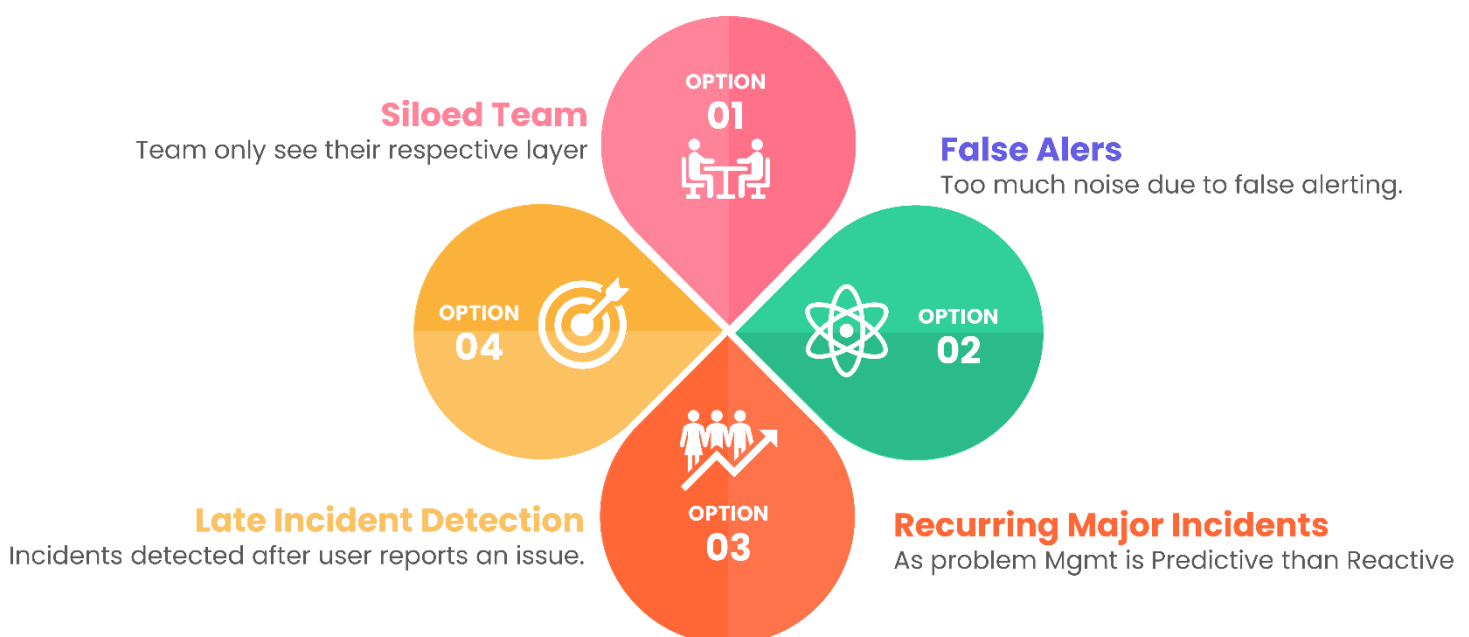 OPTION
01
Siloed Team
Team only see their respective layer
False Alers
Too much noise due to false alerting.
OPTION
02
OPTION
04
OPTION
03
Late Incident Detection
Incidents detected after user reports an issue.
Recurring Major Incidents
As problem Mgmt is Predictive than Reactive